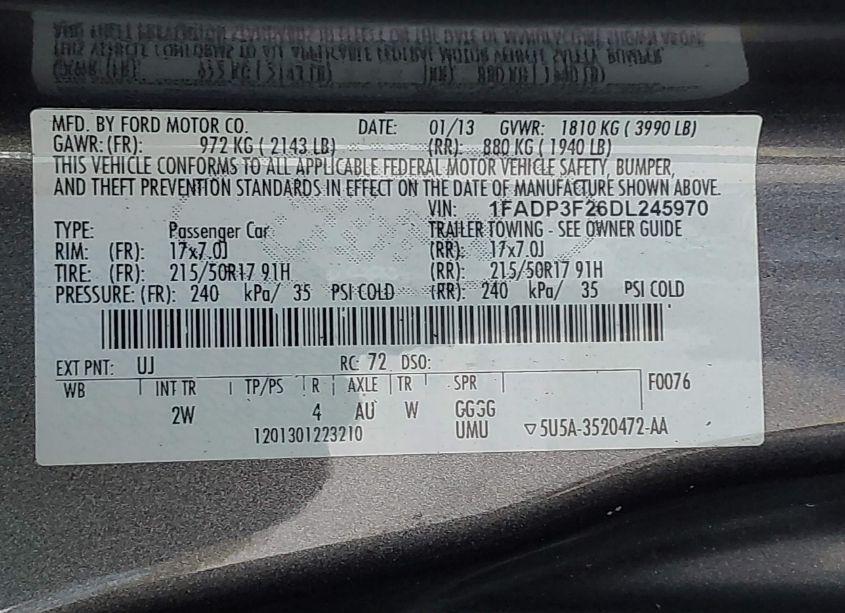 MFD. BY FORD MOTOR CO. DATE: 01/13 GVWR: 1810 KG ( 3990 LB)
GAWR: (FR): 972 KG ( 2143 LB) (RR): 880 KG ( 1940 LB)
THIS VEHICLE CONFORMS TO ALL APPLICABLE FEDERAL MOTOR VEHICLE SAFETY, BUMPER,
AND THEFT PREVENTION STANDARDS IN EFFECT ON THE DATE OF MANUFACTURE SHOWN ABOVE.
VIN: 1FADP3F26DL245970
TYPE: Passenger Car TRAILER TOWING - SEE OWNER GUIDE
RIM: (FR): 17x7.0J (RR): 17x7.0J
TIRE: (FR): 215/50R17 91H (RR): 215/50R17 91H
PRESSURE: (FR): 240 kPa/ 35 PSI COLD (RR): 240 kPa/ 35 PSI COLD
EXT PNT: UJ RC: 72 DSO:
WB INT TR TP/PS R AXLE TR SPR F0076
2W 4 AU W GGGG
1201301223210 UMU ▽5U5A-3520472-AA